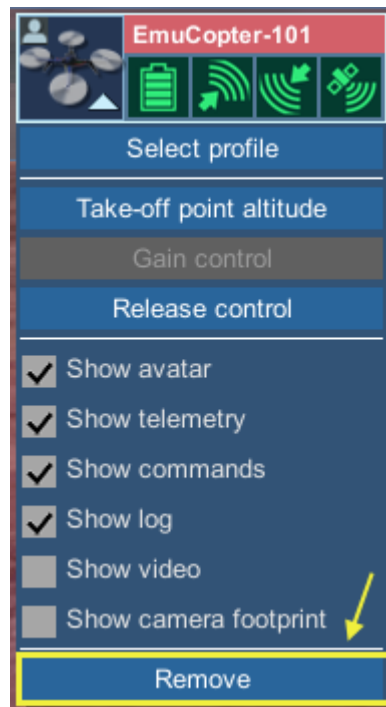 EmuCopter-101
Select profile
Take-off point altitude
Gain control
Release control
Show avatar
Show telemetry
Show commands
Show log
Show video
Show camera footprint
Remove